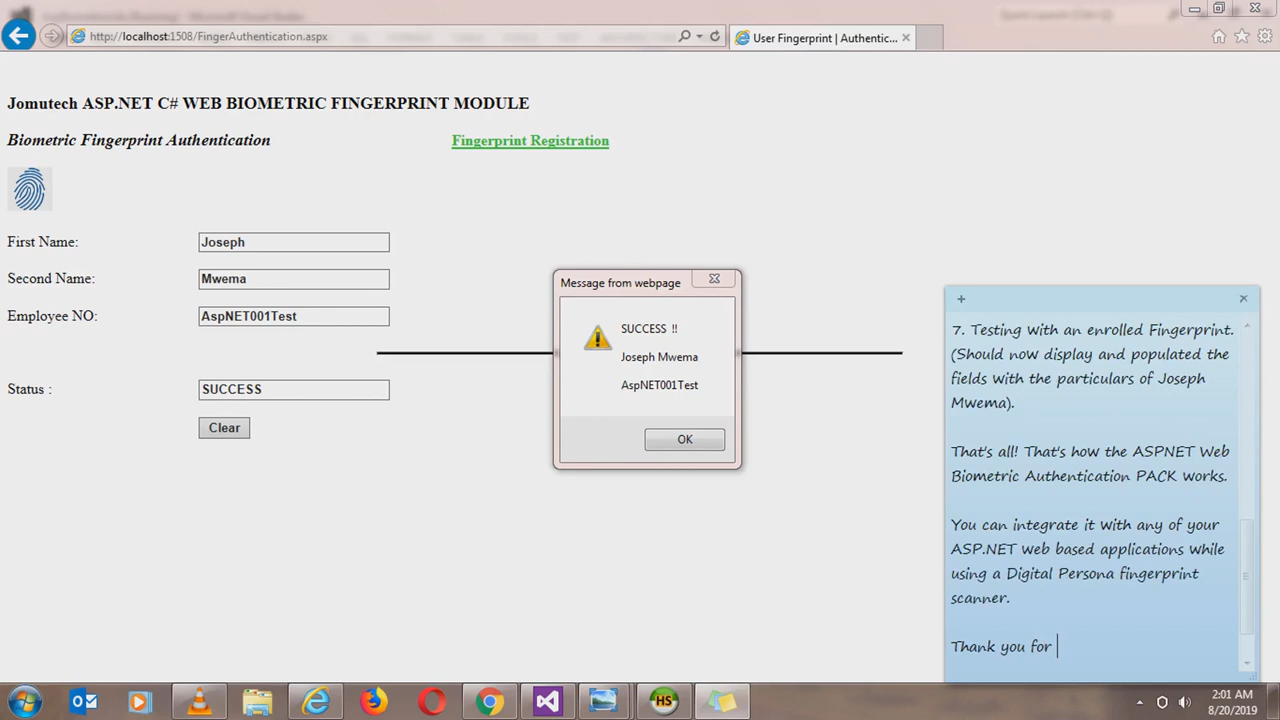 http://localhost:1508/FingerAuthentication.aspx
User Fingerprint | Authentic...
Jomutech ASP.NET C# WEB BIOMETRIC FINGERPRINT MODULE
Biometric Fingerprint Authentication
Fingerprint Registration
First Name:
Joseph
Second Name:
Mwema
Employee NO:
AspNET001Test
Status :
SUCCESS
Clear
Message from webpage
SUCCESS !!
Joseph Mwema
AspNET001Test
OK
7. Testing with an enrolled Fingerprint.
(Should now display and populated the
fields with the particulars of Joseph
Mwema).
That's all! That's how the ASPNET Web
Biometric Authentication PACK works.
You can integrate it with any of your
ASP.NET web based applications while
using a Digital Persona fingerprint
scanner.
Thank you for
HS
2:01 AM
8/20/2019